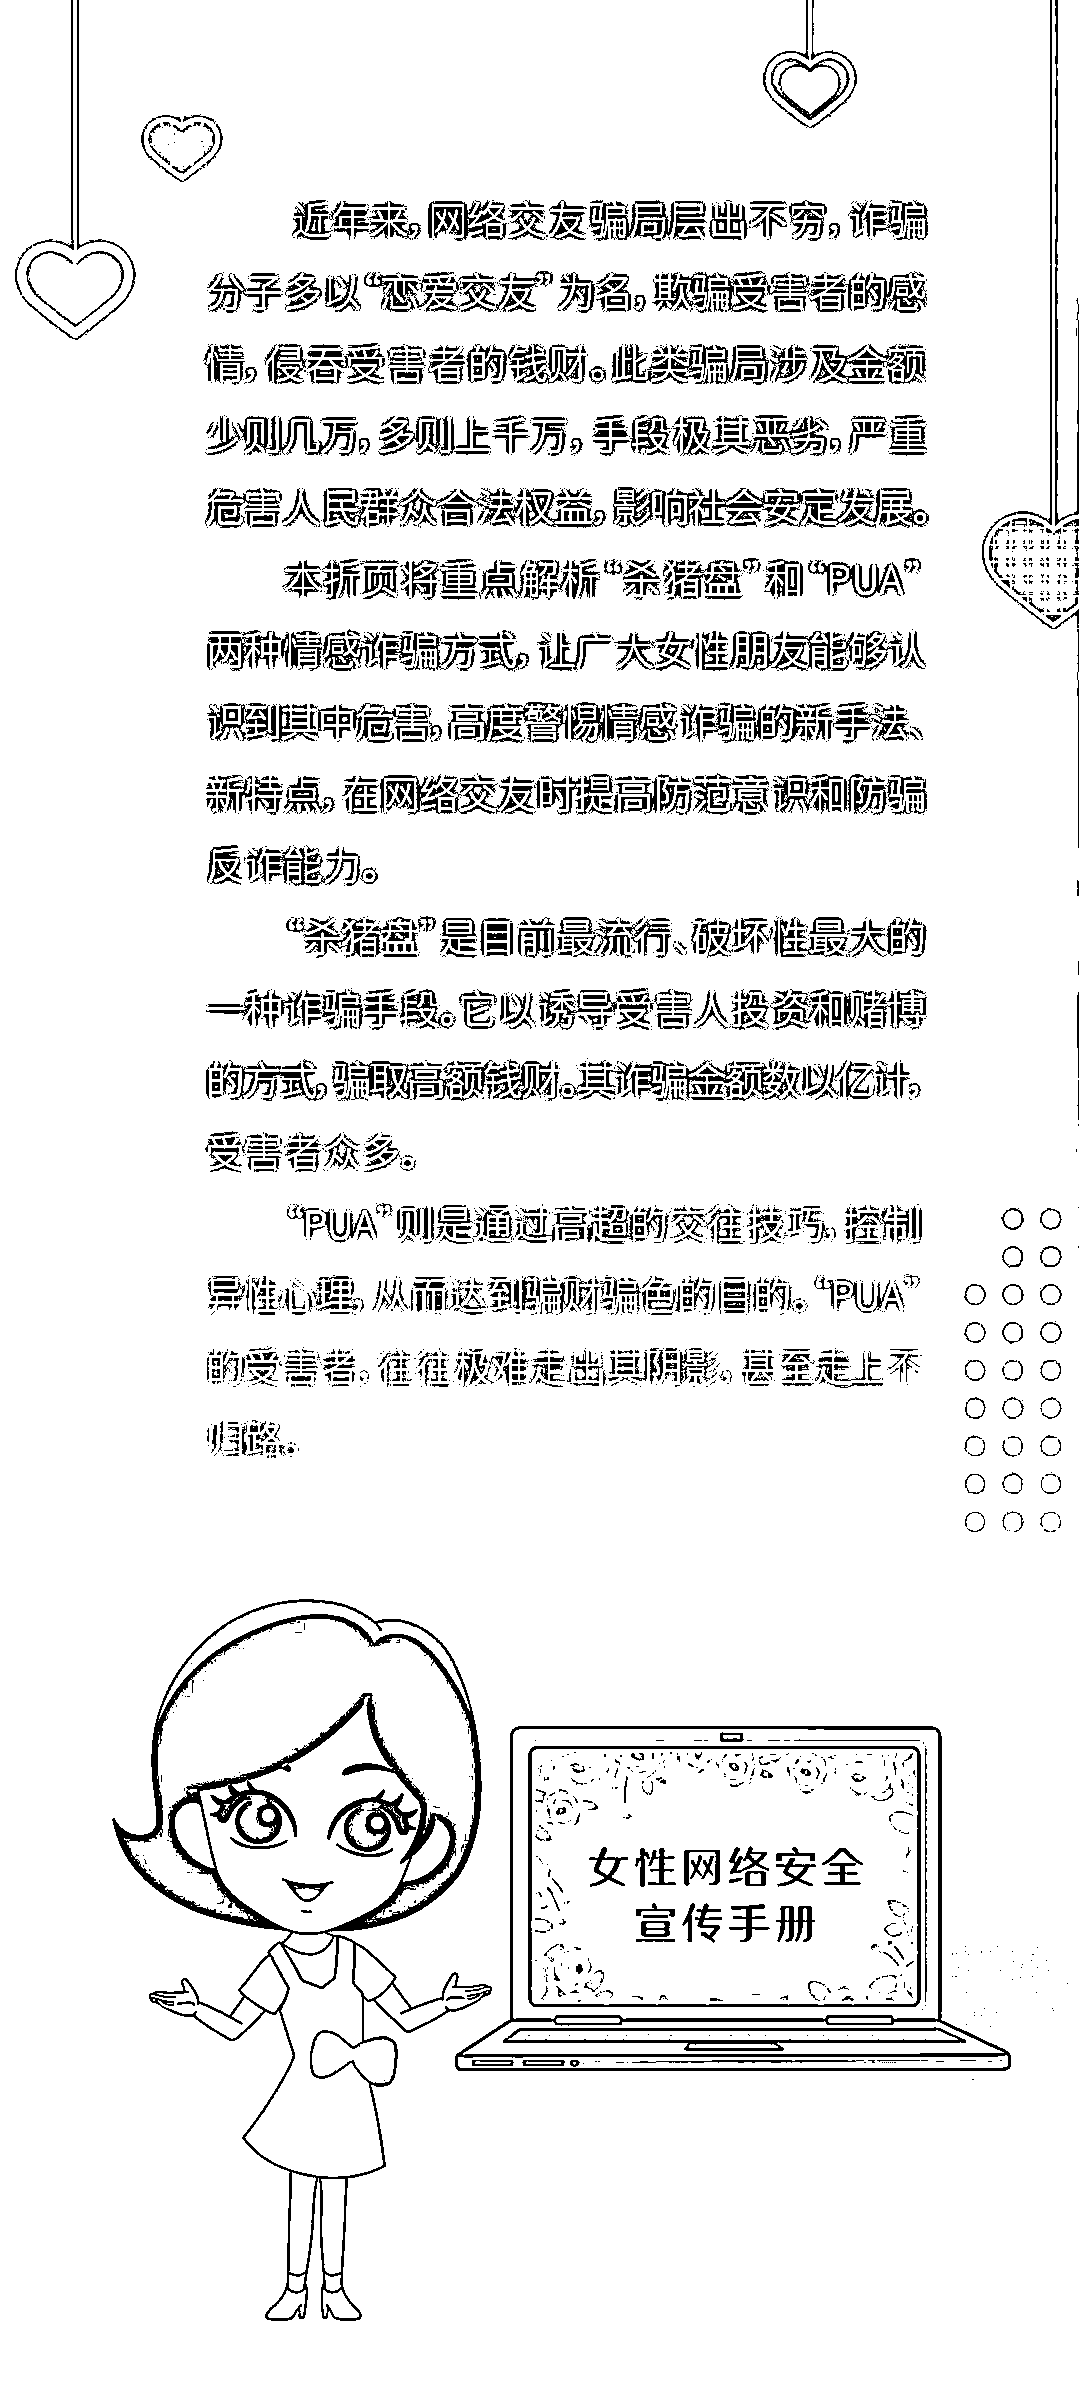 近年来,网络交友骗局层出不穷,诈骗
分子多以“恋爱交友”为名,欺骗受害者的感
情,侵吞受害者的钱财。此类骗局涉及金额
少则几万,多则上千万,手段极其恶劣,严重
危害人民群众合法权益,影响社会安定发展。
本折页将重点解析“杀猪盘”和“PUA”
两种情感诈骗方式,让广大女性朋友能够认
识到其中危害,高度警惕情感诈骗的新手法、
新特点,在网络交友时提高防范意识和防骗
反诈能力。
“杀猪盘”是目前最流行、破坏性最大的
一种诈骗手段。它以诱导受害人投资和赌博
的方式,骗取高额钱财。其诈骗金额数以亿计,
受害者众多。
“PUA”则是通过高超的交往技巧,控制
异性心理,从而达到骗财骗色的目的。“PUA”
的受害者,往往极难走出其阴影,甚至走上不
归路。
女性网络安全
宣传手册